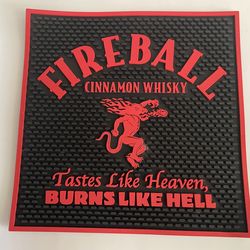 FIREBALL
CINNAMON WHISKY
Tastes Like Heaven,
BURNS LIKE HELL